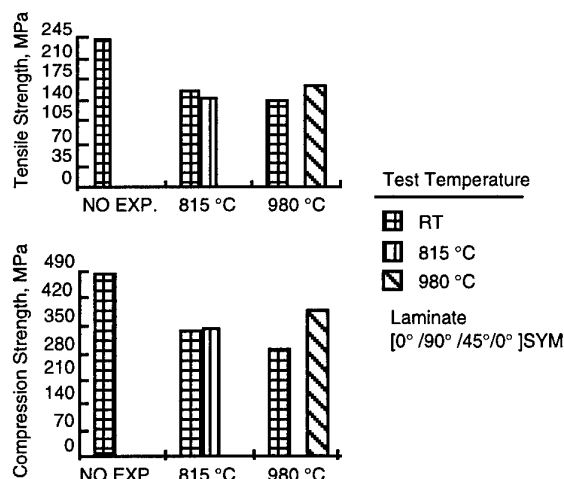 Tensile Strength, MPa
245
210
175
140
105
70
35
0
NO EXP.
815 °C
980 °C
Compression Strength, MPa
490
420
350
280
210
140
70
0
NO EXP
815 °C
980 °C
Test Temperature
RT
815 °C
980 °C
Laminate
[0° /90° /45°/0° ]SYM